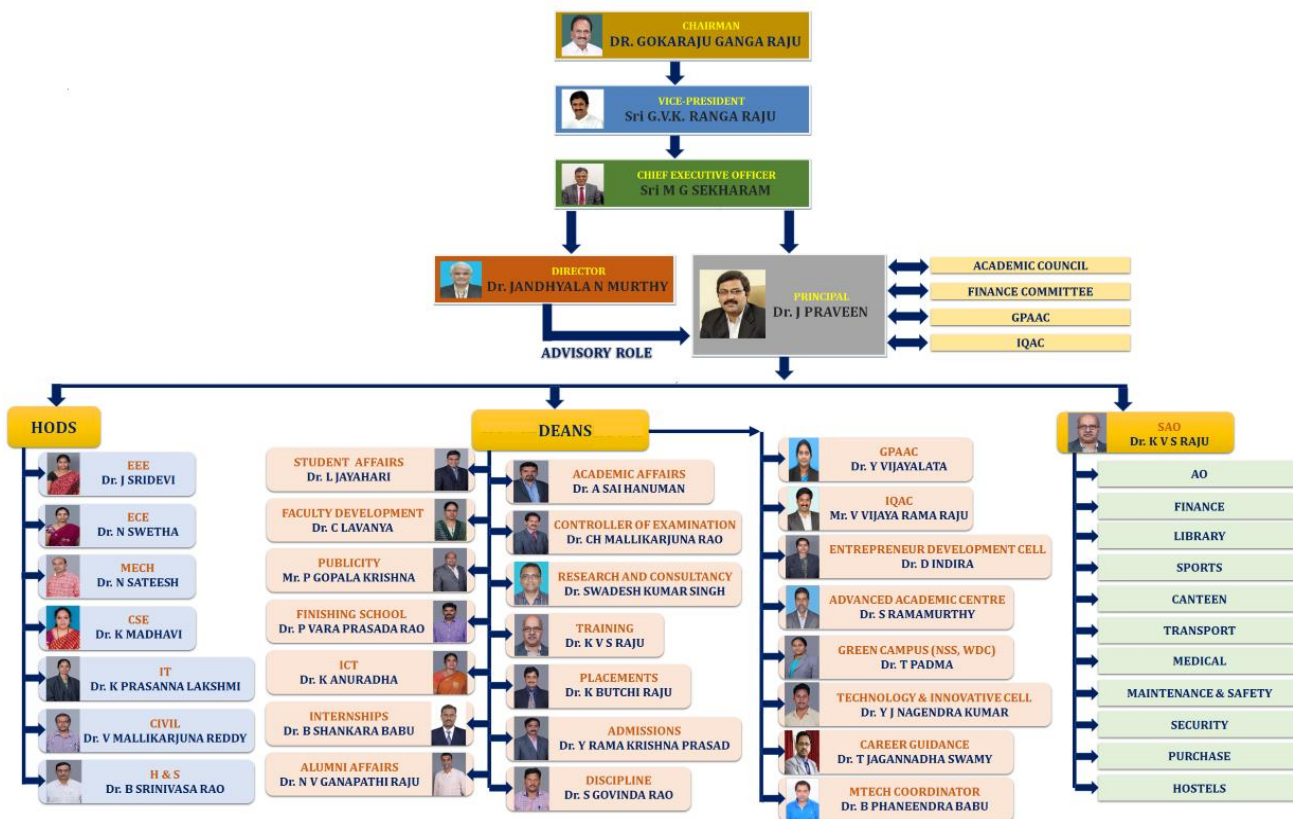 CHAIRMAN
DR. GOKARAJU GANGA RAJU
VICE-PRESIDENT
Sri G.V.K. RANGA RAJU
CHIEF EXECUTIVE OFFICER
Sri M G SEKHARAM
DIRECTOR
Dr. JANDHYALA N MURTHY
PRINCIPAL
Dr. J PRAVEEN
ADVISORY ROLE
ACADEMIC COUNCIL
FINANCE COMMITTEE
GPAAC
IQAC
HODS
EEE
Dr. J SRIDEVI
ECE
Dr. N SWETHA
MECH
Dr. N SATEESH
CSE
Dr. K MADHAVI
IT
Dr. K PRASANNA LAKSHMI
CIVIL
Dr. V MALLIKARJUNA REDDY
H & S
Dr. B SRINIVASA RAO
DEANS
STUDENT AFFAIRS
Dr. L JAYAHARI
FACULTY DEVELOPMENT
Dr. C LAVANYA
PUBLICITY
Mr. P GOPALA KRISHNA
FINISHING SCHOOL
Dr. P VARA PRASADA RAO
ICT
Dr. K ANURADHA
INTERNSHIPS
Dr. B SHANKARA BABU
ALUMNI AFFAIRS
Dr. N V GANAPATHI RAJU
ACADEMIC AFFAIRS
Dr. A SAI HANUMAN
CONTROLLER OF EXAMINATION
Dr. CH MALLIKARJUNA RAO
RESEARCH AND CONSULTANCY
Dr. SWADESH KUMAR SINGH
TRAINING
Dr. K V S RAJU
PLACEMENTS
Dr. K BUTCHI RAJU
ADMISSIONS
Dr. Y RAMA KRISHNA PRASAD
DISCIPLINE
Dr. S GOVINDA RAO
GPAAC
Dr. Y VIJAYALATA
IQAC
Mr. V VIJAYA RAMA RAJU
ENTREPRENEUR DEVELOPMENT CELL
Dr. D INDIRA
ADVANCED ACADEMIC CENTRE
Dr. S RAMAMURTHY
GREEN CAMPUS (NSS, WDC)
Dr. T PADMA
TECHNOLOGY & INNOVATIVE CELL
Dr. Y J NAGENDRA KUMAR
CAREER GUIDANCE
Dr. T JAGANNADHA SWAMY
MTECH COORDINATOR
Dr. B PHANEENDRA BABU
SAO
Dr. K V S RAJU
AO
FINANCE
LIBRARY
SPORTS
CANTEEN
TRANSPORT
MEDICAL
MAINTENANCE & SAFETY
SECURITY
PURCHASE
HOSTELS